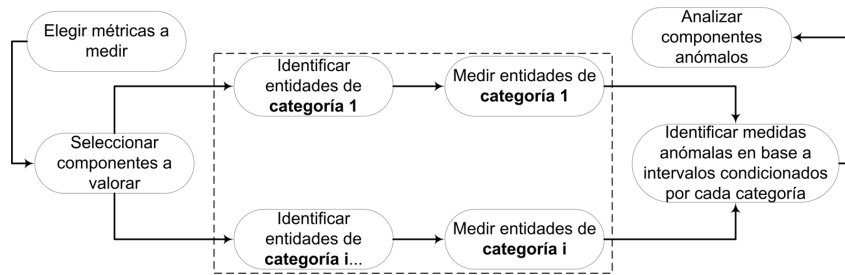 Elegir métricas a
medir
Seleccionar
componentes a
valorar
Identificar
entidades de
categoría 1
Medir entidades de
categoría 1
Identificar
entidades de
categoría i...
Medir entidades de
categoría i
Identificar medidas
anómalas en base a
intervalos condicionados
por cada categoría
Analizar
componentes
anómalos